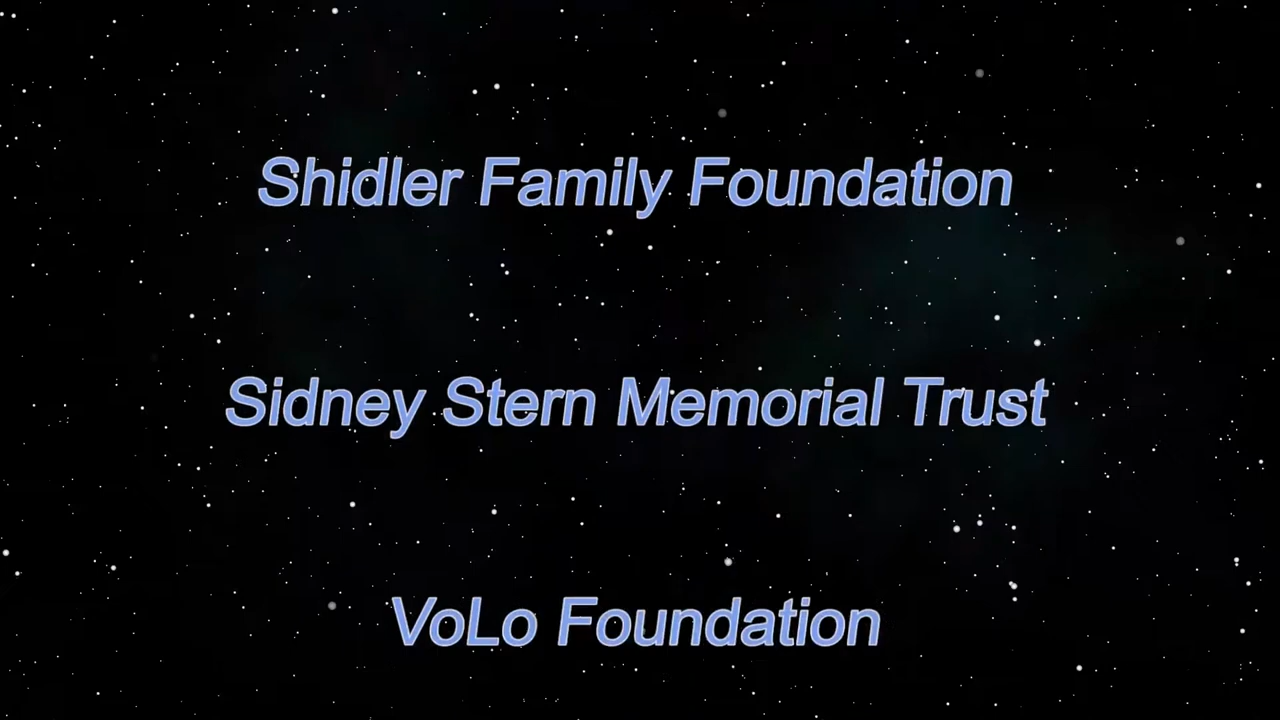 Shidler Family Foundation
Sidney Stern Memorial Trust
VoLo Foundation